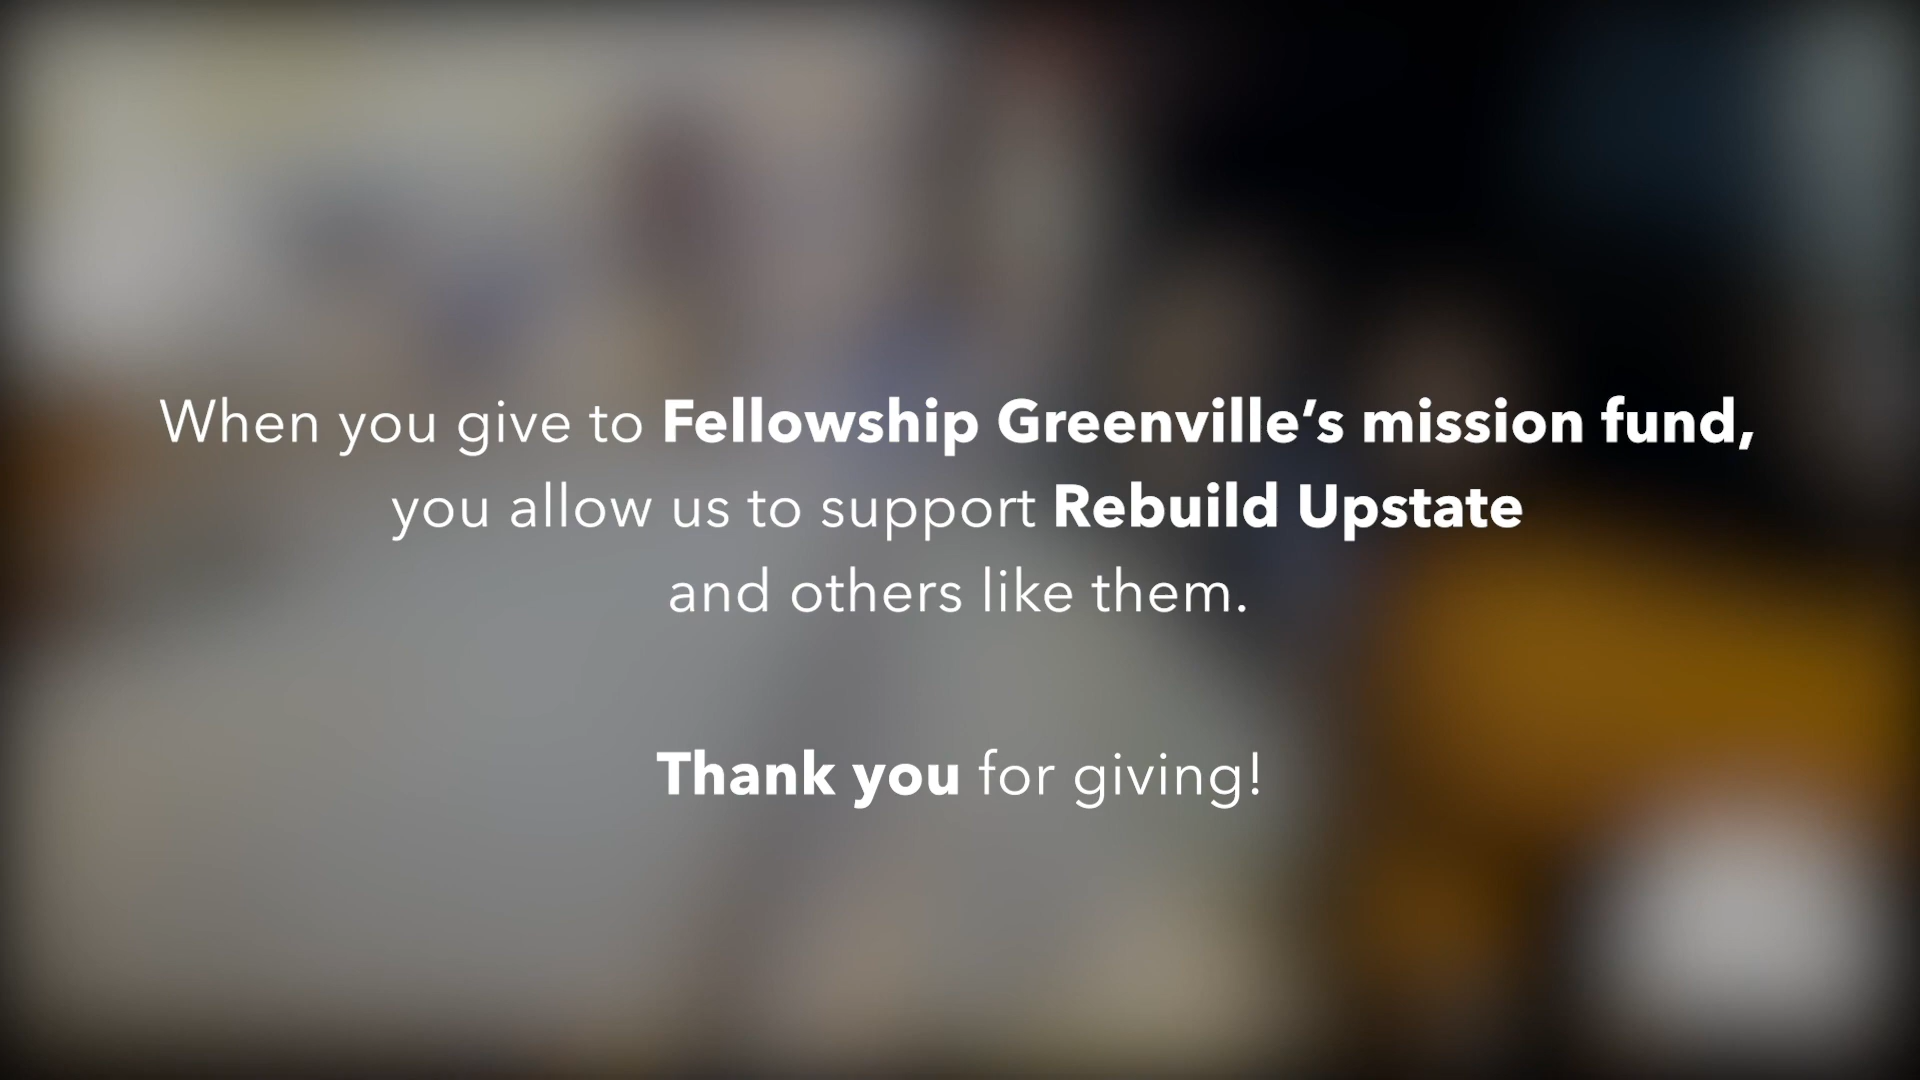 When you give to Fellowship Greenville’s mission fund,
you allow us to support Rebuild Upstate
and others like them.
Thank you for giving!